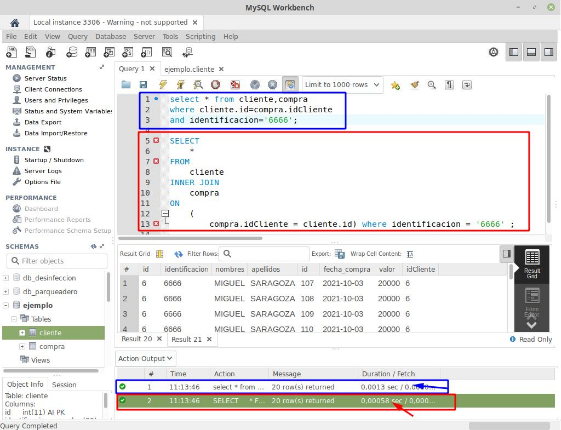 MySQL Workbench
Local instance 3306 - Warning - not supported
File Edit View Query Database Server Tools Scripting Help
MANAGEMENT
Server Status
Client Connections
Users and Privileges
Status and System Variables
Data Export
Data Import/Restore
INSTANCE
Startup / Shutdown
Server Logs
Options File
PERFORMANCE
Dashboard
Performance Reports
Performance Schema Setup
SCHEMAS
Filter objects
db_desinfeccion
db_parqueadero
ejemplo
Tables
cliente
compra
Views
Object Info Session
Table: cliente
Columns:
id int(11) AI PK
Query Completed
Query 1
ejemplo.cliente
Limit to 1000 rows
1 select * from cliente,compra
2 where cliente.id=compra.idCliente
3 and identificacion='6666';
4
5 SELECT
6 *
7 FROM
8 cliente
9 INNER JOIN
10 compra
11 ON
12 (
13 compra.idCliente = cliente.id) where identificacion = '6666' ;
Result Grid Filter Rows: Export: Wrap Cell Content:
# id identificacion nombres apellidos id fecha_compra valor idCliente
1 6 6666 MIGUEL SARAGOZA 107 2021-10-03 20000 6
2 6 6666 MIGUEL SARAGOZA 108 2021-10-03 20000 6
3 6 6666 MIGUEL SARAGOZA 109 2021-10-03 20000 6
4 6 6666 MIGUEL SARAGOZA 110 2021-10-03 20000 6
Result Grid
Form Editor
Result 20 Result 21
Read Only
Action Output
# Time Action Message Duration / Fetch
1 11:13:46 select * from ... 20 row(s) returned 0,0013 sec / 0,0000...
2 11:13:46 SELECT * F... 20 row(s) returned 0,00058 sec / 0,000...